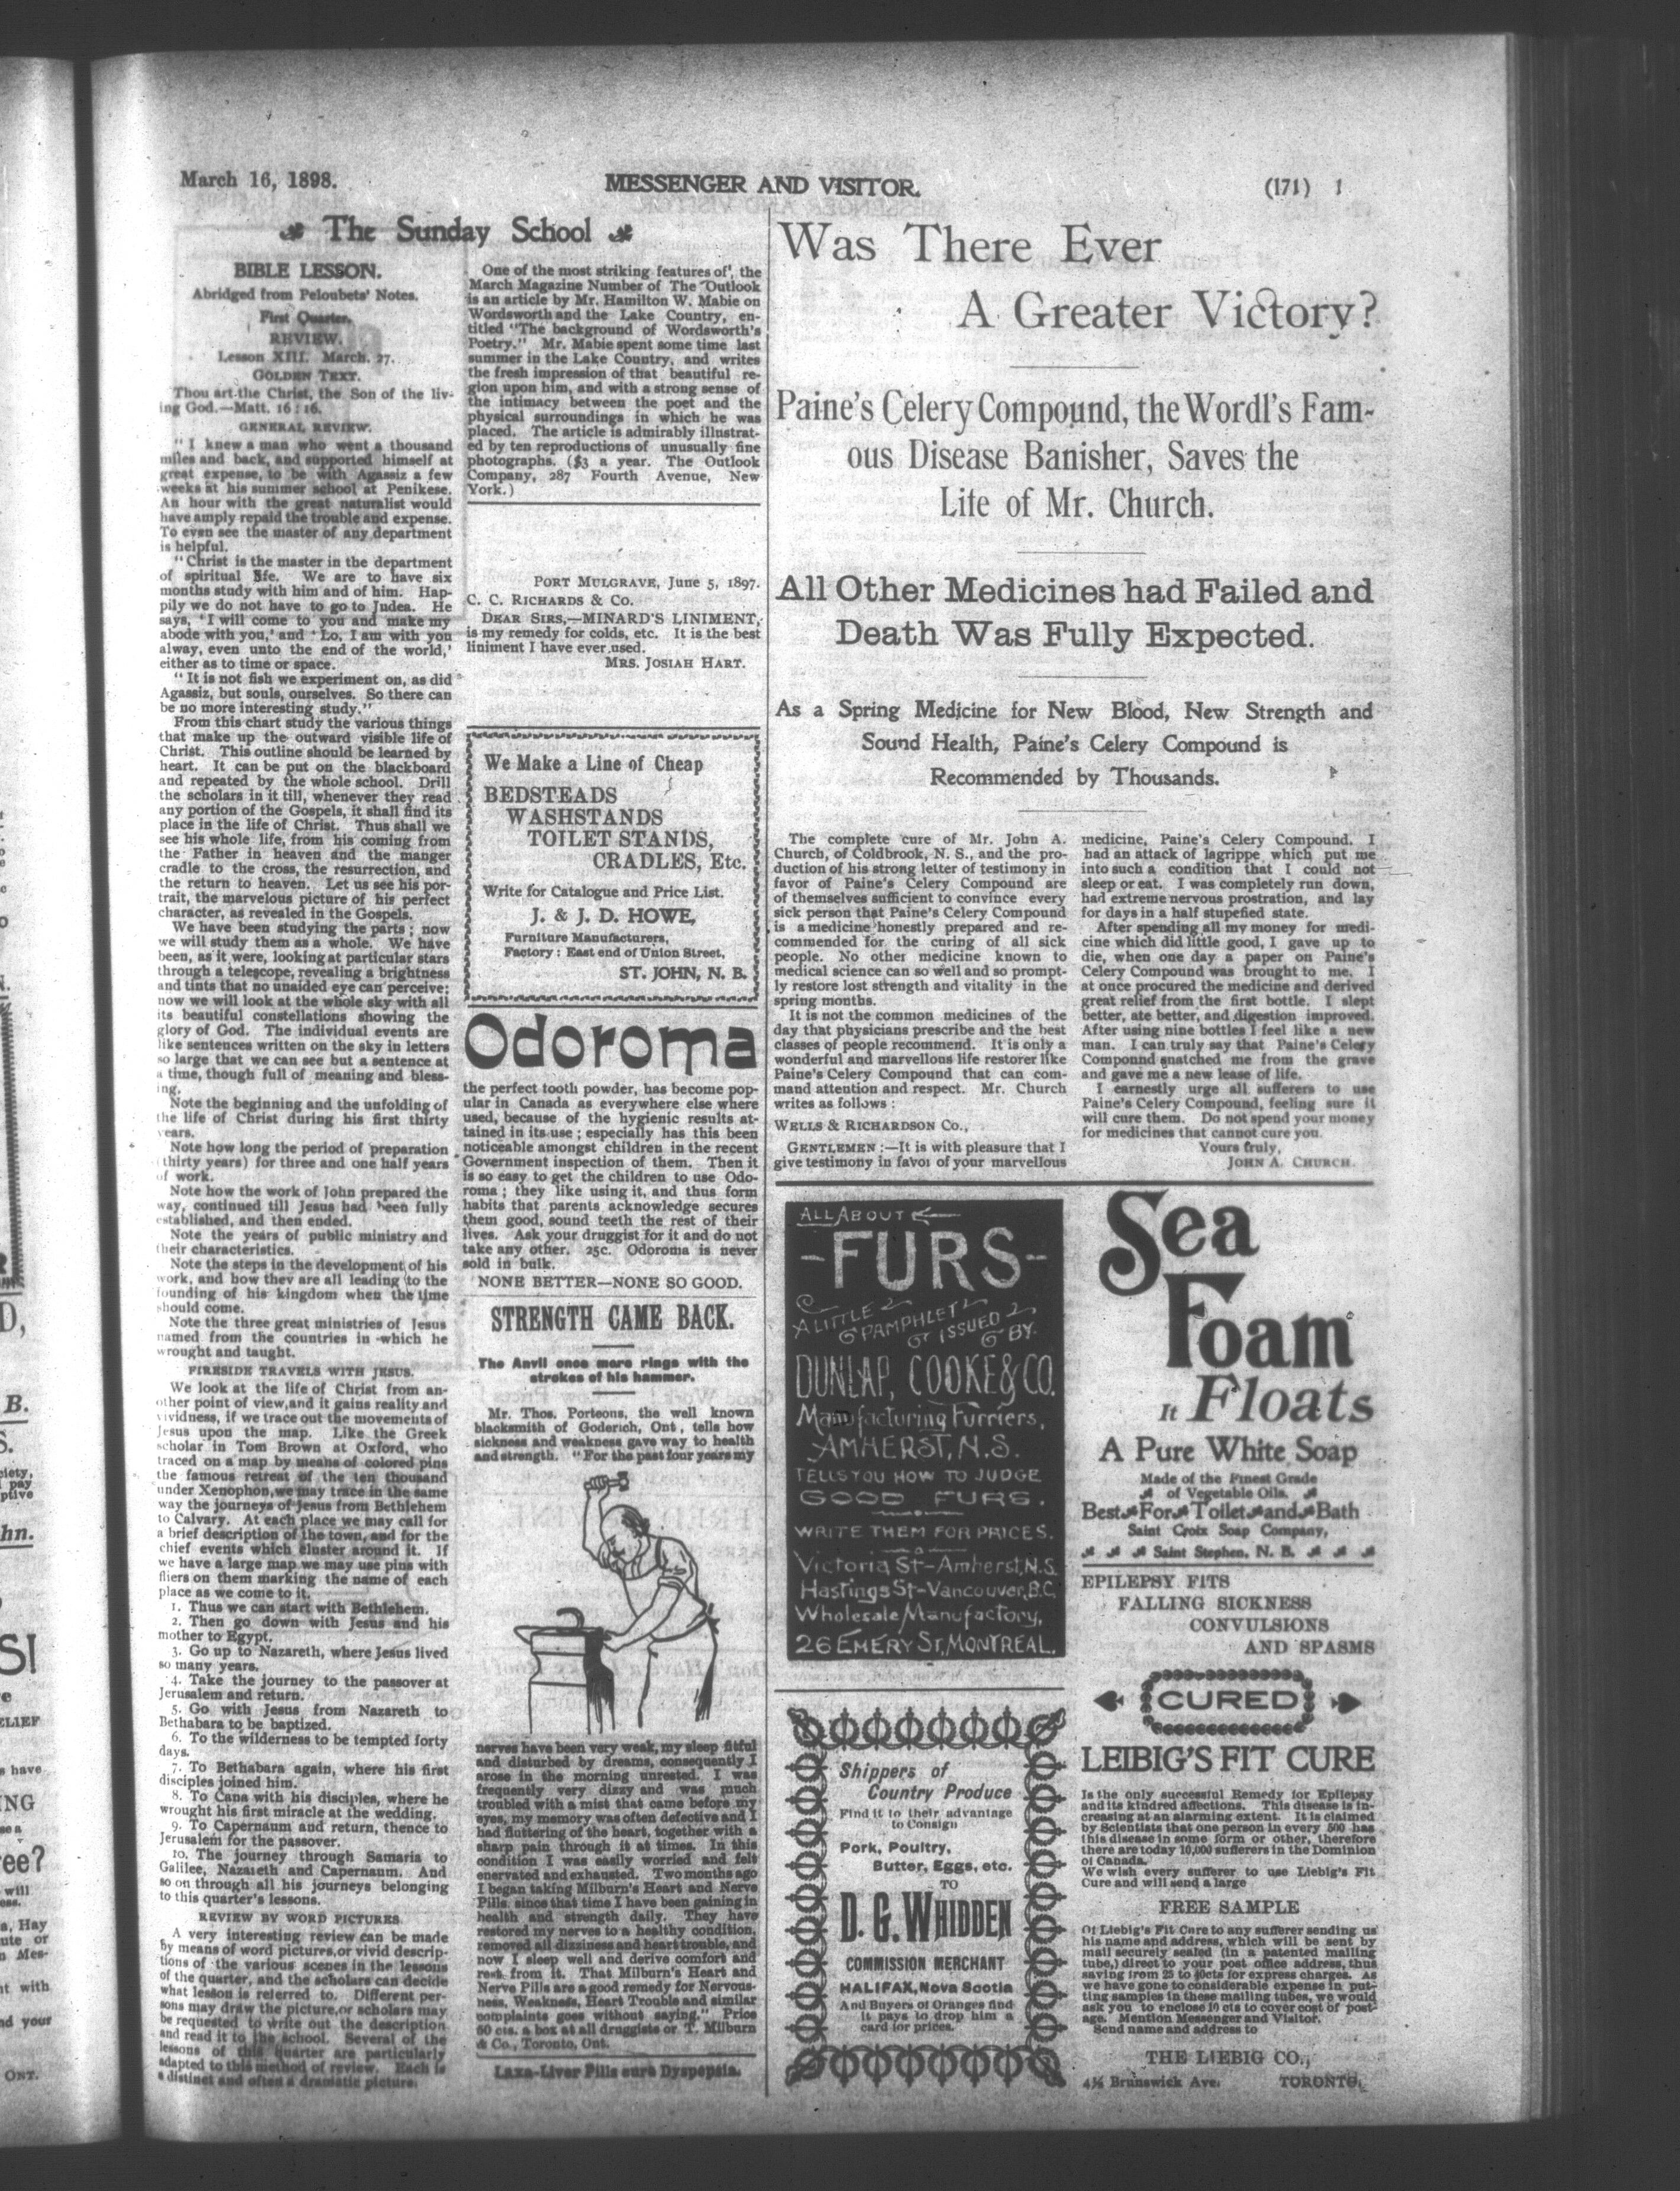 March 16, 1898.
MESSENGER AND VISITOR.
(171) 1
The Sunday School
BIBLE LESSON.
Abridged from Peloubets' Notes.
First Quarter.
REVIEW.
Lesson XIII. March. 27.
GOLDEN TEXT.
Thou art the Christ, the Son of the liv-
ing God.—Matt. 16 : 16.
GENERAL REVIEW.
"I knew a man who went a thousand
miles and back, and supported himself at
great expense, to be with Agassiz a few
weeks at his summer school at Penikese.
An hour with the great naturalist would
have amply repaid the trouble and expense.
To even see the master of any department
is helpful.
"Christ is the master in the department
of spiritual life. We are to have six
months study with him and of him. Hap-
pily we do not have to go to Judea. He
says, 'I will come to you and make my
abode with you,' and 'Lo, I am with you
alway, even unto the end of the world,'
either as to time or space.
"It is not fish we experiment on, as did
Agassiz, but souls, ourselves. So there can
be no more interesting study."
From this chart study the various things
that make up the outward visible life of
Christ. This outline should be learned by
heart. It can be put on the blackboard
and repeated by the whole school. Drill
the scholars in it till, whenever they read
any portion of the Gospels, it shall find its
place in the life of Christ. Thus shall we
see his whole life, from his coming from
the Father in heaven and the manger
cradle to the cross, the resurrection, and
the return to heaven. Let us see his por-
trait, the marvelous picture of his perfect
character, as revealed in the Gospels.
We have been studying the parts ; now
we will study them as a whole. We have
been, as it were, looking at particular stars
through a telescope, revealing a brightness
and tints that no unaided eye can perceive;
now we will look at the whole sky with all
its beautiful constellations showing the
glory of God. The individual events are
like sentences written on the sky in letters
so large that we can see but a sentence at
a time, though full of meaning and bless-
ing.
Note the beginning and the unfolding of
the life of Christ during his first thirty
years.
Note how long the period of preparation
(thirty years) for three and one half years
of work.
Note how the work of John prepared the
way, continued till Jesus had been fully
established, and then ended.
Note the years of public ministry and
their characteristics.
Note the steps in the development of his
work, and how they are all leading to the
founding of his kingdom when the time
should come.
Note the three great ministries of Jesus
named from the countries in which he
wrought and taught.
FIRESIDE TRAVELS WITH JESUS.
We look at the life of Christ from an-
other point of view,and it gains reality and
vividness, if we trace out the movements of
Jesus upon the map. Like the Greek
scholar in Tom Brown at Oxford, who
traced on a map by means of colored pins
the famous retreat of the ten thousand
under Xenophon,we may trace in the same
way the journeys of Jesus from Bethlehem
to Calvary. At each place we may call for
a brief description of the town, and for the
chief events which cluster around it. If
we have a large map we may use pins with
fliers on them marking the name of each
place as we come to it.
1. Thus we can start with Bethlehem.
2. Then go down with Jesus and his
mother to Egypt.
3. Go up to Nazareth, where Jesus lived
so many years.
4. Take the journey to the passover at
Jerusalem and return.
5. Go with Jesus from Nazareth to
Bethabara to be baptized.
6. To the wilderness to be tempted forty
days.
7. To Bethabara again, where his first
disciples joined him.
8. To Cana with his disciples, where he
wrought his first miracle at the wedding.
9. To Capernaum and return, thence to
Jerusalem for the passover.
10. The journey through Samaria to
Galilee, Nazareth and Capernaum. And
so on through all his journeys belonging
to this quarter's lessons.
REVIEW BY WORD PICTURES.
A very interesting review can be made
by means of word pictures,or vivid descrip-
tions of the various scenes in the lessons
of the quarter, and the scholars can decide
what lesson is referred to. Different per-
sons may draw the picture,or scholars may
be requested to write out the description
and read it to the school. Several of the
lessons of this quarter are particularly
adapted to this method of review. Each is
a distinct and often a dramatic picture.
One of the most striking features of the
March Magazine Number of The Outlook
is an article by Mr. Hamilton W. Mabie on
Wordsworth and the Lake Country, en-
titled "The background of Wordsworth's
Poetry." Mr. Mabie spent some time last
summer in the Lake Country, and writes
the fresh impression of that beautiful re-
gion upon him, and with a strong sense of
the intimacy between the poet and the
physical surroundings in which he was
placed. The article is admirably illustrat-
ed by ten reproductions of unusually fine
photographs. ($3 a year. The Outlook
Company, 287 Fourth Avenue, New
York.)
PORT MULGRAVE, June 5, 1897.
C. C. RICHARDS & Co.
DEAR SIRS,—MINARD'S LINIMENT,
is my remedy for colds, etc. It is the best
liniment I have ever used.
MRS. JOSIAH HART.
We Make a Line of Cheap
BEDSTEADS
WASHSTANDS
TOILET STANDS,
CRADLES, Etc.
Write for Catalogue and Price List.
J. & J. D. HOWE,
Furniture Manufacturers,
Factory : East end of Union Street,
ST. JOHN, N. B.
Odoroma
the perfect tooth powder, has become pop-
ular in Canada as everywhere else where
used, because of the hygienic results at-
tained in its use ; especially has this been
noticeable amongst children in the recent
Government inspection of them. Then it
is so easy to get the children to use Odo-
roma ; they like using it, and thus form
habits that parents acknowledge secures
them good, sound teeth the rest of their
lives. Ask your druggist for it and do not
take any other. 25c. Odoroma is never
sold in bulk.
NONE BETTER—NONE SO GOOD.
STRENGTH CAME BACK.
The Anvil once more rings with the
strokes of his hammer.
Mr. Thos. Porteous, the well known
blacksmith of Goderich, Ont, tells how
sickness and weakness gave way to health
and strength. "For the past four years my
nerves have been very weak, my sleep fitful
and disturbed by dreams, consequently I
arose in the morning unrested. I was
frequently very dizzy and was much
troubled with a mist that came before my
eyes, my memory was often defective and I
had fluttering of the heart, together with a
sharp pain through it at times. In this
condition I was easily worried and felt
enervated and exhausted. Two months ago
I began taking Milburn's Heart and Nerve
Pills. since that time I have been gaining in
health and strength daily. They have
restored my nerves to a healthy condition,
removed all dizziness and heart trouble, and
now I sleep well and derive comfort and
rest from it. That Milburn's Heart and
Nerve Pills are a good remedy for Nervous-
ness, Weakness, Heart Trouble and similar
complaints goes without saying." Price
50 cts. a box at all druggists or T. Milburn
& Co., Toronto, Ont.
Laxa-Liver Pills cure Dyspepsia.
Was There Ever
A Greater Victory?
Paine's Celery Compound, the Wordl's Fam-
ous Disease Banisher, Saves the
Life of Mr. Church.
All Other Medicines had Failed and
Death Was Fully Expected.
As a Spring Medicine for New Blood, New Strength and
Sound Health, Paine's Celery Compound is
Recommended by Thousands.
The complete cure of Mr. John A.
Church, of Coldbrook, N. S., and the pro-
duction of his strong letter of testimony in
favor of Paine's Celery Compound are
of themselves sufficient to convince every
sick person that Paine's Celery Compound
is a medicine honestly prepared and re-
commended for the curing of all sick
people. No other medicine known to
medical science can so well and so prompt-
ly restore lost strength and vitality in the
spring months.
It is not the common medicines of the
day that physicians prescribe and the best
classes of people recommend. It is only a
wonderful and marvellous life restorer like
Paine's Celery Compound that can com-
mand attention and respect. Mr. Church
writes as follows :
WELLS & RICHARDSON Co.,
GENTLEMEN :—It is with pleasure that I
give testimony in favor of your marvellous
medicine, Paine's Celery Compound. I
had an attack of lagrippe which put me
into such a condition that I could not
sleep or eat. I was completely run down,
had extreme nervous prostration, and lay
for days in a half stupefied state.
After spending all my money for medi-
cine which did little good, I gave up to
die, when one day a paper on Paine's
Celery Compound was brought to me. I
at once procured the medicine and derived
great relief from the first bottle. I slept
better, ate better, and digestion improved.
After using nine bottles I feel like a new
man. I can truly say that Paine's Celery
Compound snatched me from the grave
and gave me a new lease of life.
I earnestly urge all sufferers to use
Paine's Celery Compound, feeling sure it
will cure them. Do not spend your money
for medicines that cannot cure you.
Yours truly,
JOHN A. CHURCH.
ALL ABOUT
-FURS-
A LITTLE
PAMPHLET
ISSUED
BY.
DUNLAP, COOKE & CO.
Manufacturing Furriers,
AMHERST, N.S.
TELLS YOU HOW TO JUDGE
GOOD FURS.
WRITE THEM FOR PRICES.
Victoria St-Amherst, N.S.
Hastings St-Vancouver, B.C.
Wholesale Manufactory,
26 EMERY St, MONTREAL.
Shippers of
Country Produce
Find it to their advantage
to Consign
Pork, Poultry,
Butter, Eggs, etc.
TO
D. G. WHIDDEN
COMMISSION MERCHANT
HALIFAX, Nova Scotia
And Buyers of Oranges find
it pays to drop him a
card for prices.
Sea
Foam
It Floats
A Pure White Soap
Made of the Finest Grade
of Vegetable Oils.
Best For Toilet and Bath
Saint Croix Soap Company,
Saint Stephen, N. B.
EPILEPSY FITS
FALLING SICKNESS
CONVULSIONS
AND SPASMS
CURED
LEIBIG'S FIT CURE
Is the only successful Remedy for Epilepsy
and its kindred affections. This disease is in-
creasing at an alarming extent. It is claimed
by Scientists that one person in every 500 has
this disease in some form or other, therefore
there are today 10,000 sufferers in the Dominion
of Canada.
We wish every sufferer to use Liebig's Fit
Cure and will send a large
FREE SAMPLE
Of Liebig's Fit Cure to any sufferer sending us
his name and address, which will be sent by
mail securely sealed (in a patented mailing
tube,) direct to your post office address, thus
saving from 25 to 40cts for express charges. As
we have gone to considerable expense in put-
ting samples in these mailing tubes, we would
ask you to enclose 10 cts to cover cost of post-
age. Mention Messenger and Visitor.
Send name and address to
THE LIEBIG CO.,
4½ Brunswick Ave. TORONTO.